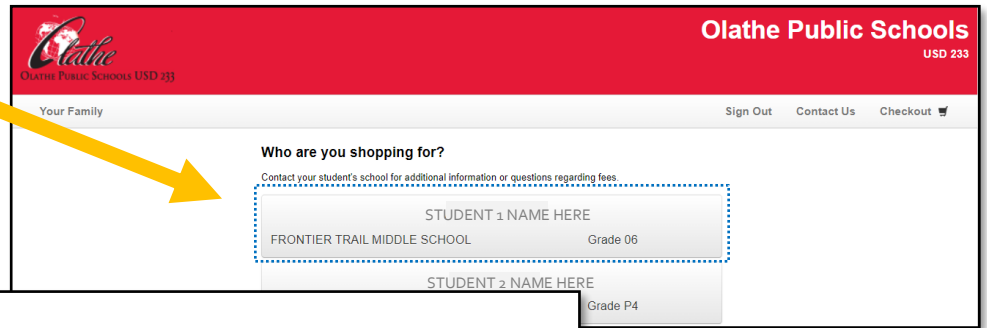 Olathe
OLATHE PUBLIC SCHOOLS USD 233
Olathe Public Schools
USD 233
Your Family
Sign Out Contact Us Checkout
Who are you shopping for?
Contact your student's school for additional information or questions regarding fees.
STUDENT 1 NAME HERE
FRONTIER TRAIL MIDDLE SCHOOL Grade 06
STUDENT 2 NAME HERE
Grade P4